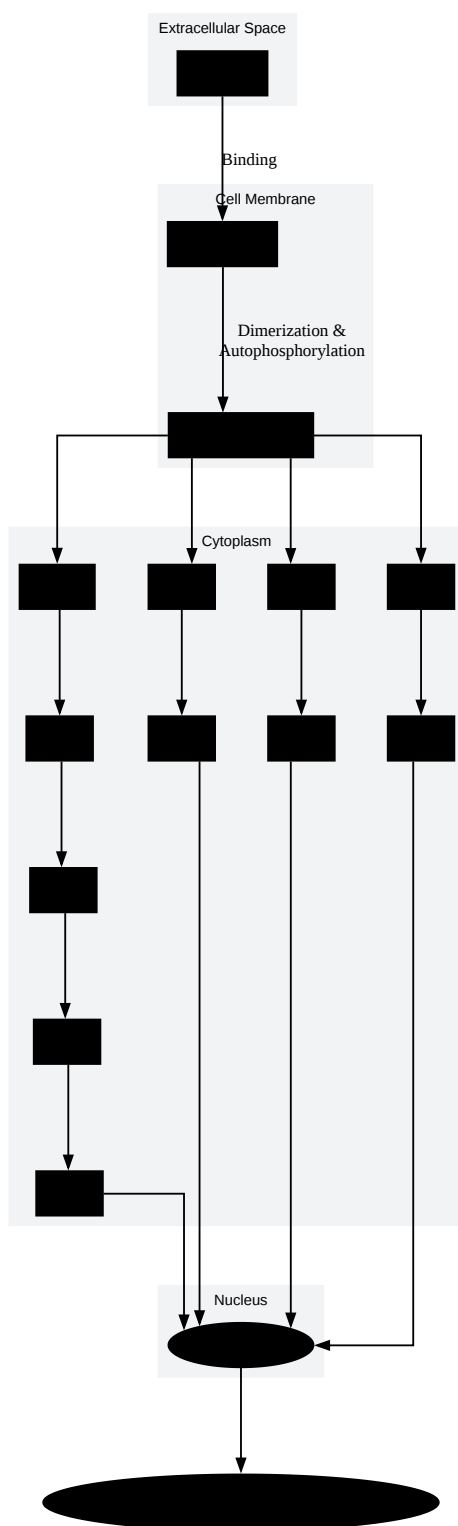 Extracellular Space
Binding
Cell Membrane
Dimerization &
Autophosphorylation
Cytoplasm
Nucleus